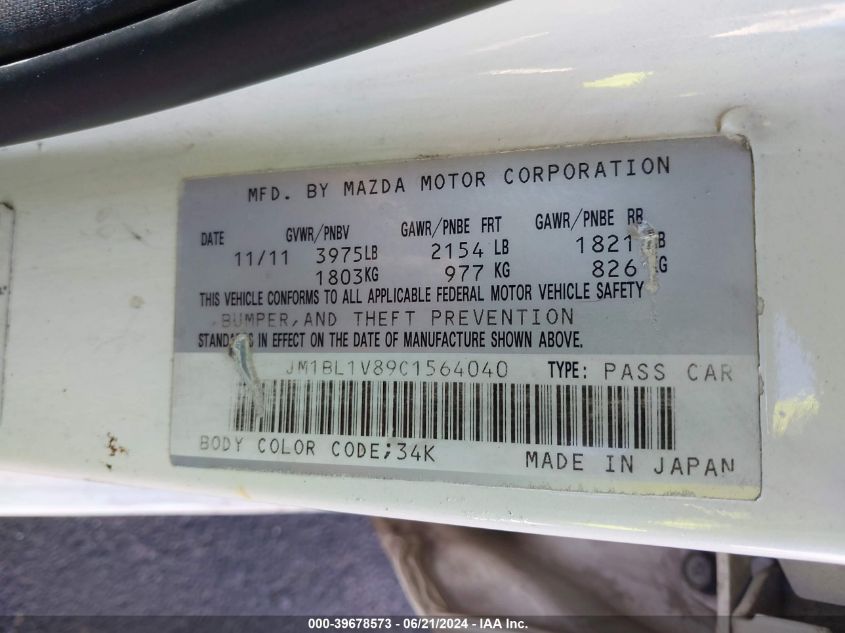 MFD. BY MAZDA MOTOR CORPORATION
DATE GVWR/PNBV GAWR/PNBE FRT GAWR/PNBE RR
11/11 3975LB 2154 LB 1821 LB
1803KG 977 KG 826 KG
THIS VEHICLE CONFORMS TO ALL APPLICABLE FEDERAL MOTOR VEHICLE SAFETY
,BUMPER,AND THEFT PREVENTION
STANDARDS IN EFFECT ON THE DATE OF MANUFACTURE SHOWN ABOVE.
JM1BL1V89C1564040 TYPE: PASS CAR
BODY COLOR CODE;34K MADE IN JAPAN
000-39678573 - 06/21/2024 - IAA Inc.